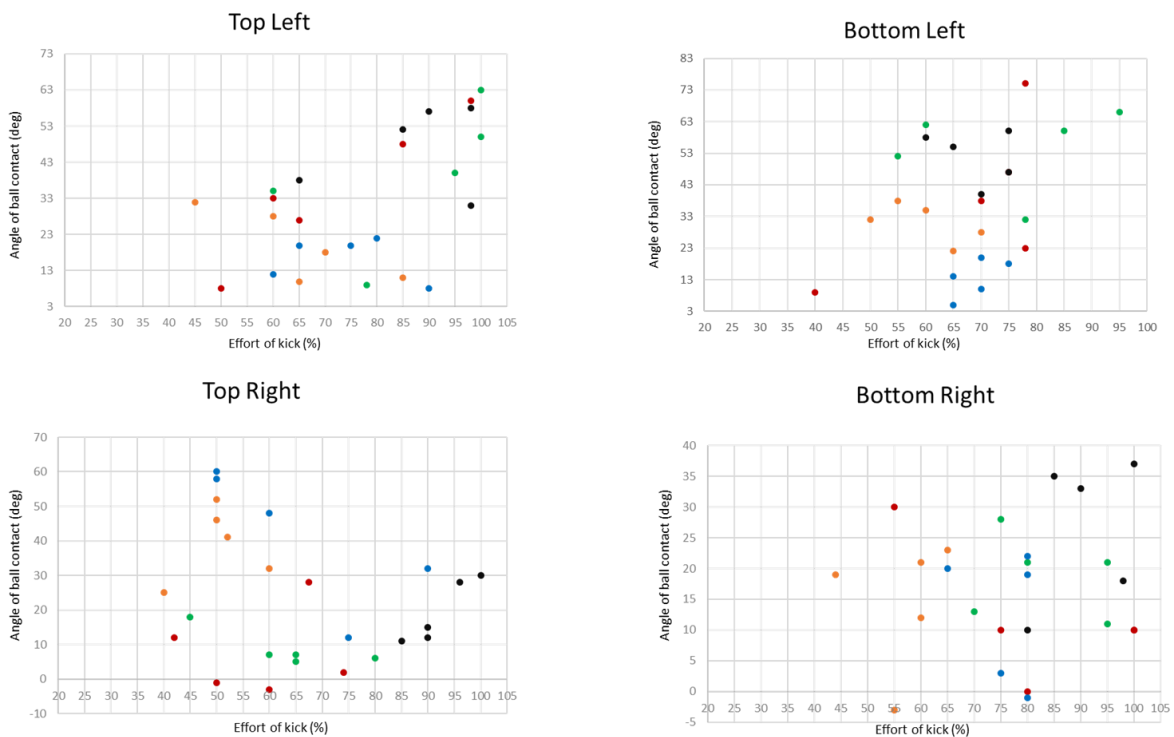 Top Left
Angle of ball contact (deg)
73
63
53
43
33
23
13
3
20 25 30 35 40 45 50 55 60 65 70 75 80 85 90 95 100 105
Effort of kick (%)
Bottom Left
Angle of ball contact (deg)
83
73
63
53
43
33
23
13
3
20 25 30 35 40 45 50 55 60 65 70 75 80 85 90 95 100
Effort of kick (%)
Top Right
Angle of ball contact (deg)
70
60
50
40
30
20
10
0
-10
20 25 30 35 40 45 50 55 60 65 70 75 80 85 90 95 100 105
Effort of kick (%)
Bottom Right
Angle of ball contact (deg)
40
35
30
25
20
15
10
5
0
-5
20 25 30 35 40 45 50 55 60 65 70 75 80 85 90 95 100 105
Effort of kick (%)